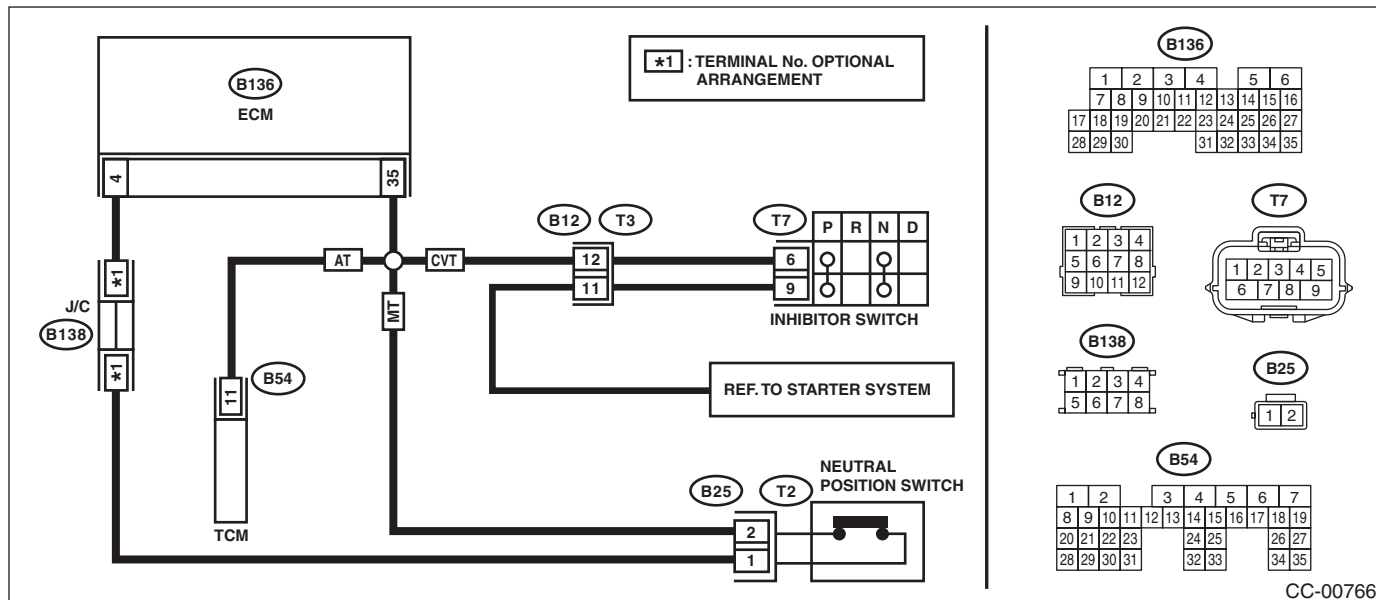 B136
ECM
4
35
*1 : TERMINAL No. OPTIONAL
ARRANGEMENT
B12 T3
T7
P R N D
AT
CVT
12
6
11
9
INHIBITOR SWITCH
MT
*1
J/C
B138
*1
B54
11
TCM
REF. TO STARTER SYSTEM
NEUTRAL
POSITION SWITCH
B25 T2
2
1
B136
1 2 3 4 5 6
7 8 9 10 11 12 13 14 15 16
17 18 19 20 21 22 23 24 25 26 27
28 29 30 31 32 33 34 35
B12
1 2 3 4
5 6 7 8
9 10 11 12
T7
1 2 3 4 5
6 7 8 9
B138
1 2 3 4
5 6 7 8
B25
1 2
B54
1 2 3 4 5 6 7
8 9 10 11 12 13 14 15 16 17 18 19
20 21 22 23 24 25 26 27
28 29 30 31 32 33 34 35
CC-00766